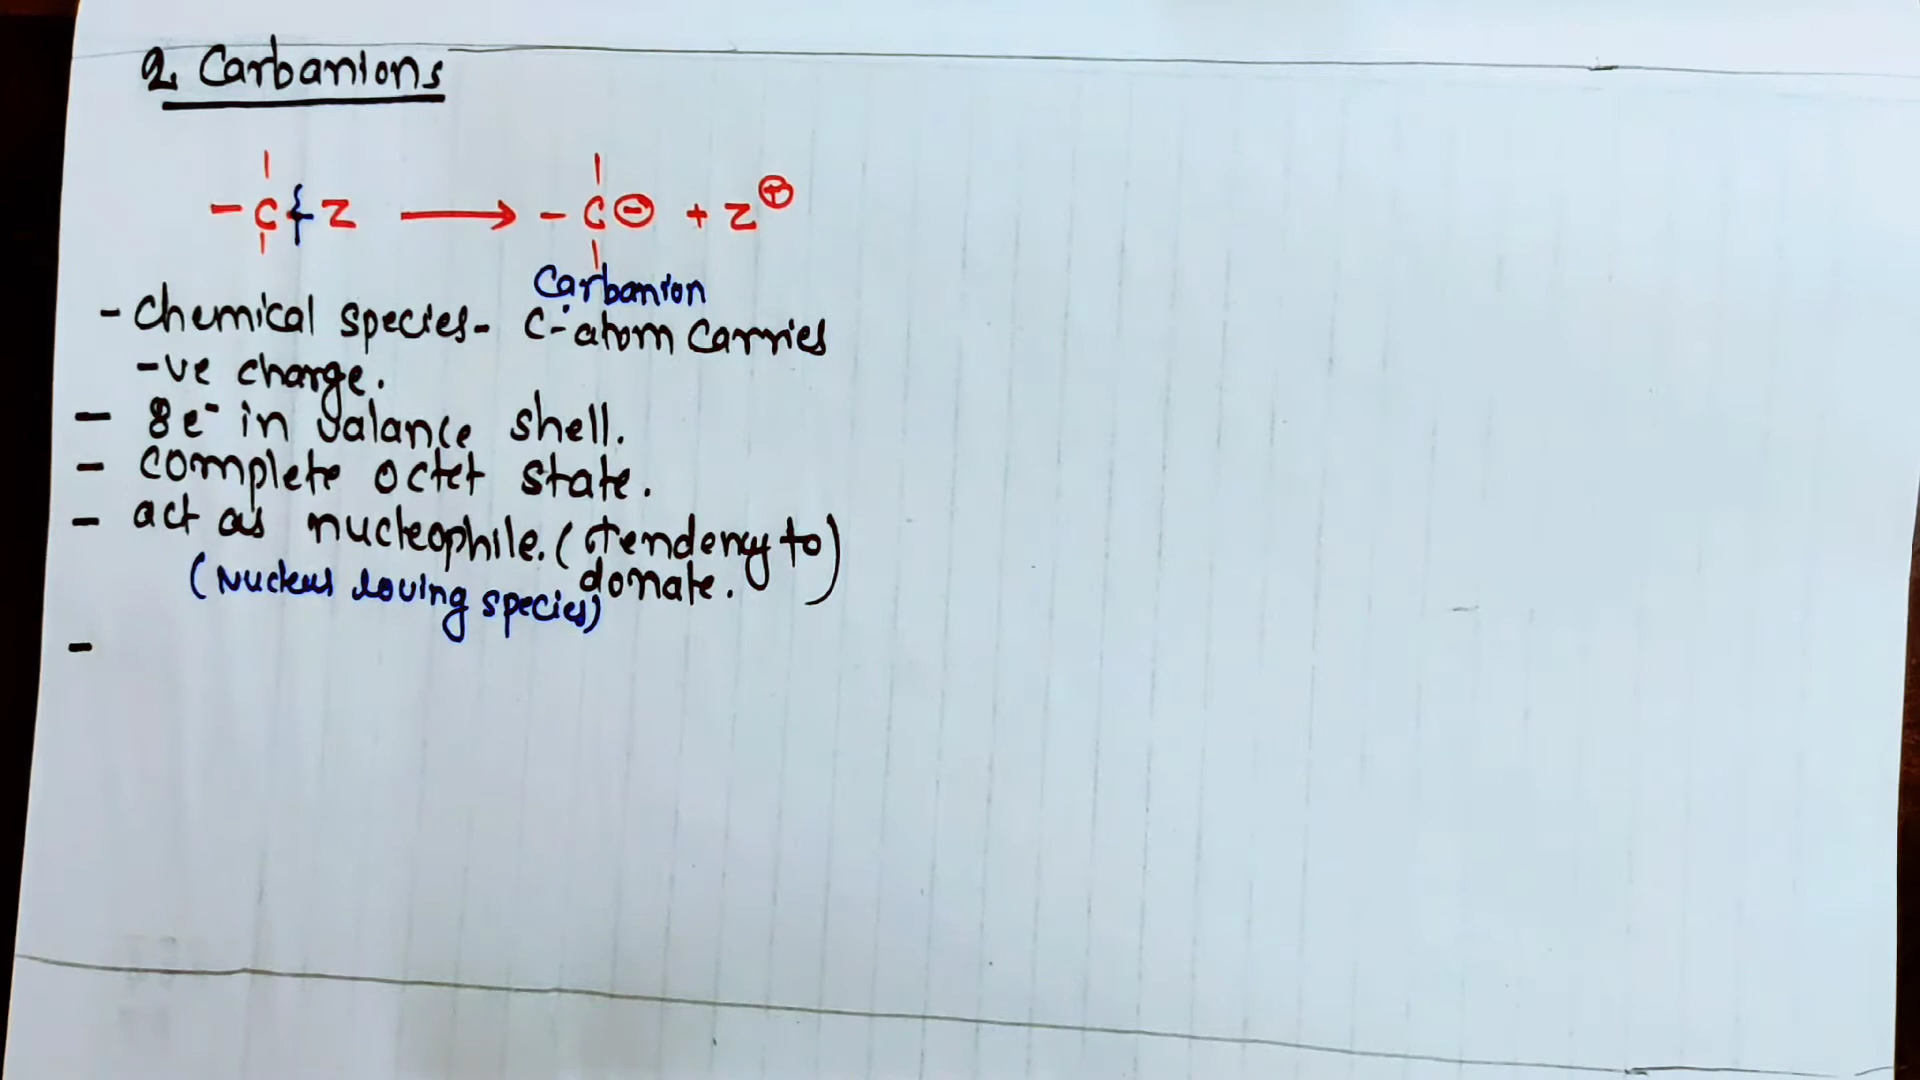 2. Carbanions
- C { Z → - C ⊖ + Z ⊕
Carbanion
- Chemical species - C-atom carries
-ve charge.
- 8e⁻ in valance shell.
- complete octet state.
- act as nucleophile. (tendency to
donate.)
(Nucleus loving species)
-